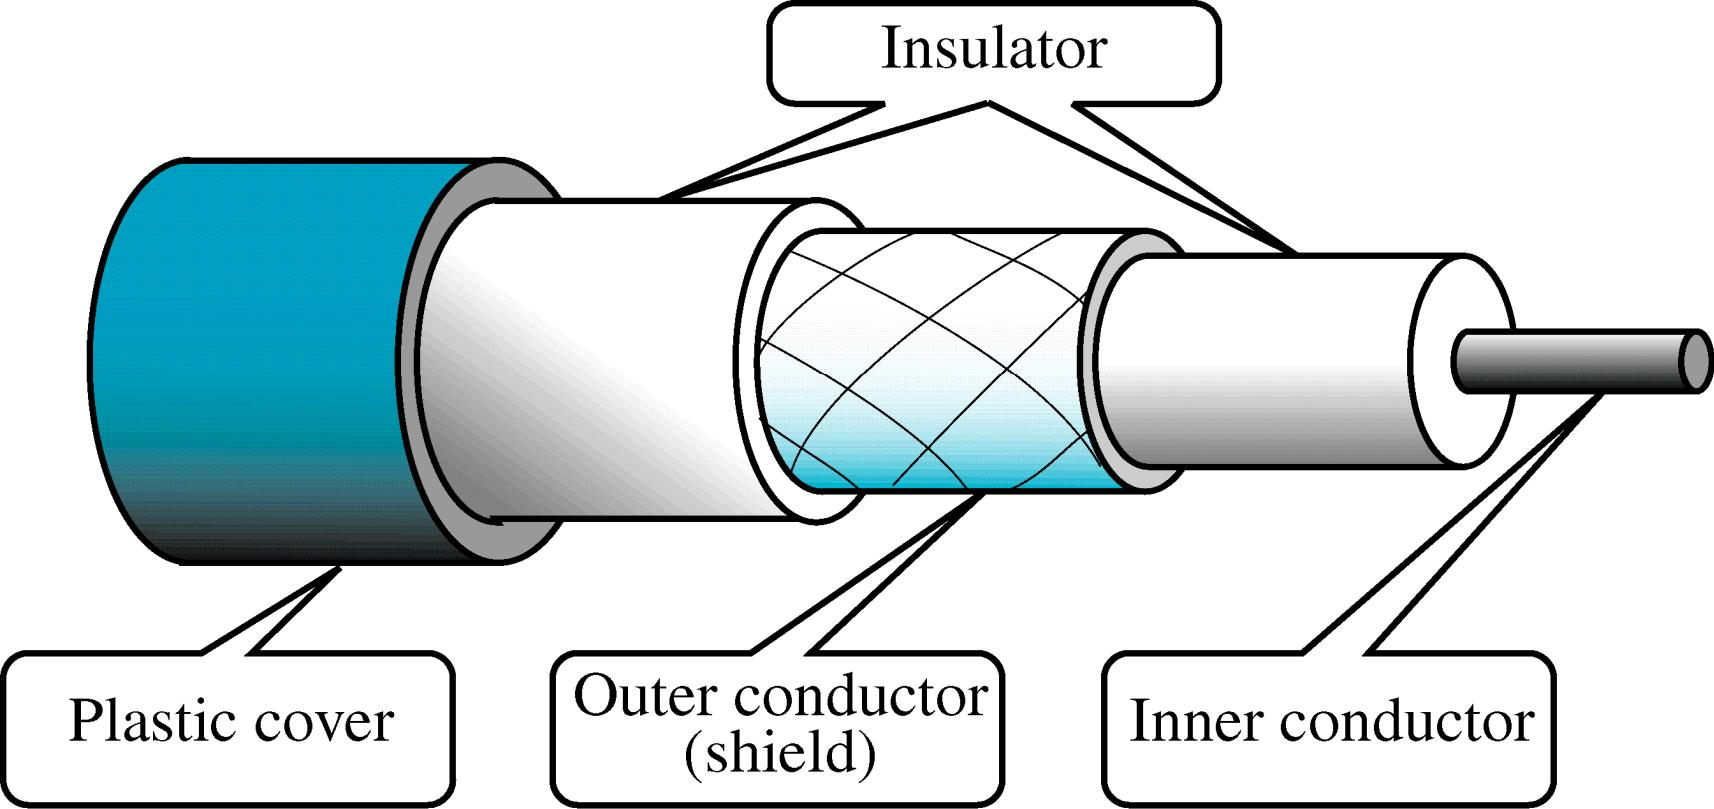 Insulator
Plastic cover
Outer conductor
(shield)
Inner conductor